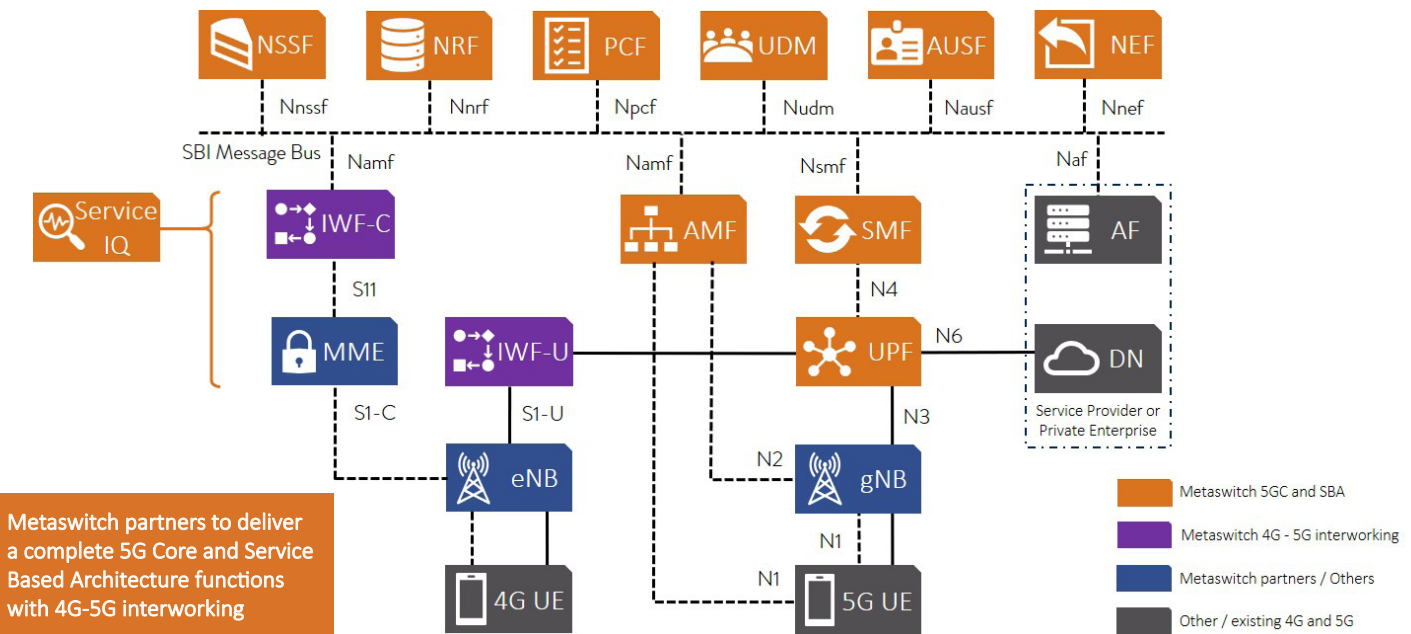 NSSF
NRF
PCF
UDM
AUSF
NEF
Nnssf
Nnrf
Npcf
Nudm
Nausf
Nnef
SBI Message Bus
Namf
Namf
Nsmf
Naf
Service
IQ
IWF-C
AMF
SMF
AF
S11
N4
MME
IWF-U
UPF
N6
DN
S1-C
S1-U
N3
Service Provider or
Private Enterprise
eNB
N2
gNB
N1
N1
4G UE
5G UE
Metaswitch partners to deliver
a complete 5G Core and Service
Based Architecture functions
with 4G-5G interworking
Metaswitch 5GC and SBA
Metaswitch 4G - 5G interworking
Metaswitch partners / Others
Other / existing 4G and 5G